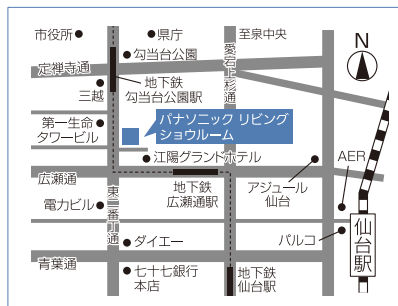 市役所
県庁
至泉中央
N
勾当台公園
定禅寺通
愛宕上杉通
地下鉄
勾当台公園駅
三越
第一生命
タワービル
パナソニック リビング
ショウルーム
江陽グランドホテル
AER
広瀬通
地下鉄
広瀬通駅
アジュール
仙台
電力ビル
東二番丁通
仙台駅
ダイエー
パルコ
青葉通
七十七銀行
本店
地下鉄
仙台駅